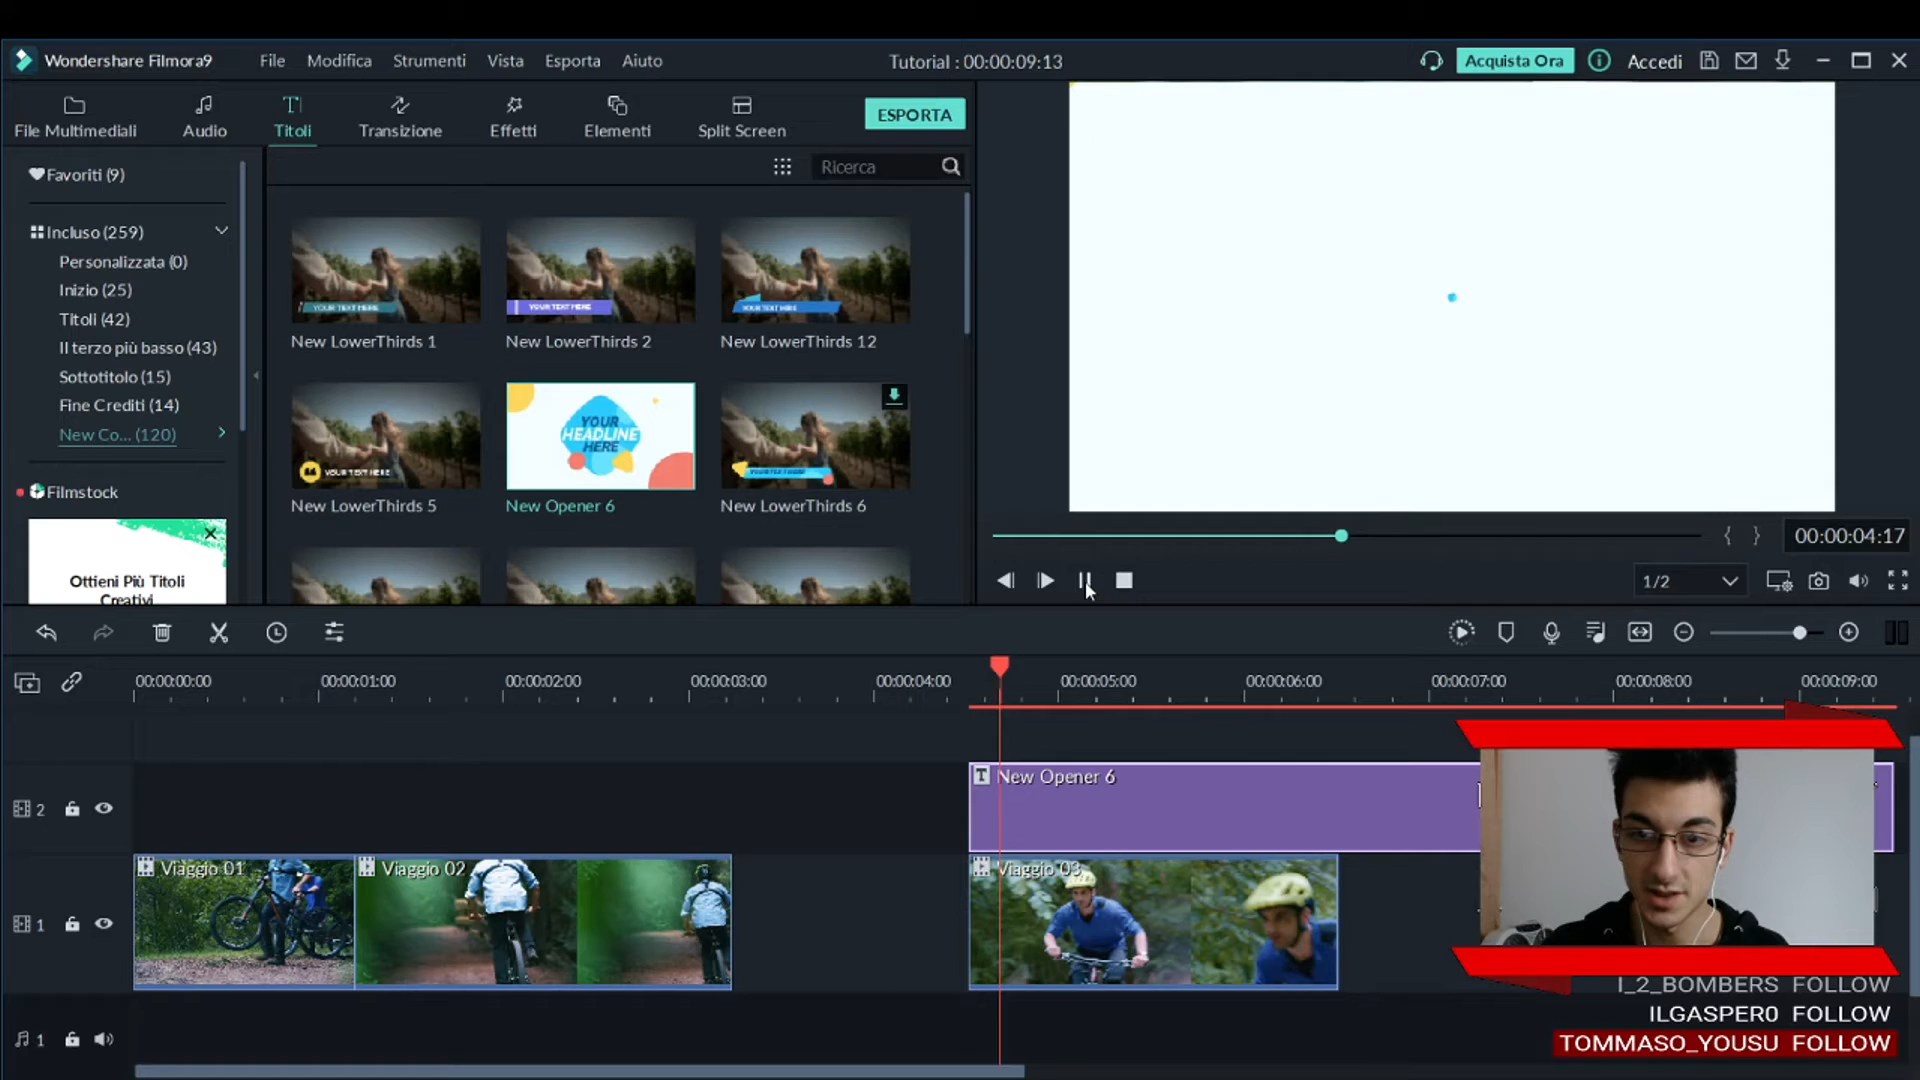 Wondershare Filmora9 File Modifica Strumenti Vista Esporta Aiuto Tutorial : 00:00:09:13 Acquista Ora Accedi
File Multimediali Audio Titoli Transizione Effetti Elementi Split Screen ESPORTA
Favoriti (9)
Ricerca
Incluso (259)
Personalizzata (0)
Inizio (25)
Titoli (42)
Il terzo più basso (43)
Sottotitolo (15)
Fine Crediti (14)
New Co... (120)
Filmstock
Ottieni Più Titoli
Creativi
YOUR TEXT HERE
YOUR TEXT HERE
YOUR TEXT HERE
New LowerThirds 1
New LowerThirds 2
New LowerThirds 12
YOUR TEXT HERE
YOUR
HEADLINE
HERE
YOUR TEXT HERE
New LowerThirds 5
New Opener 6
New LowerThirds 6
00:00:04:17
1/2
00:00:00:00 00:00:01:00 00:00:02:00 00:00:03:00 00:00:04:00 00:00:05:00 00:00:06:00 00:00:07:00 00:00:08:00 00:00:09:00
2
T New Opener 6
1
Viaggio 01
Viaggio 02
Viaggio 03
1
I_2_BOMBERS FOLLOW
ILGASPER0 FOLLOW
TOMMASO_YOUSU FOLLOW